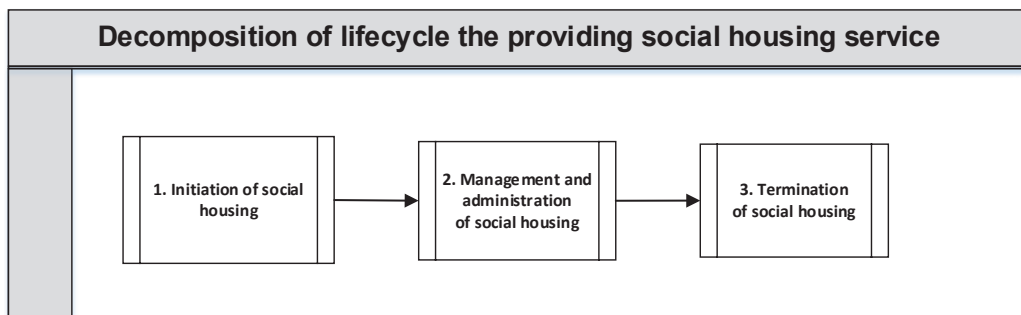 Decomposition of lifecycle the providing social housing service
1. Initiation of social
housing
2. Management and
administration
of social housing
3. Termination
of social housing